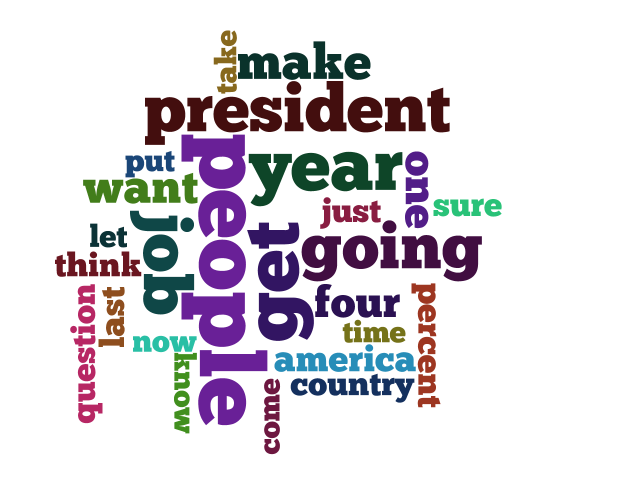 take
make
president
people
year
put
want
one
sure
just
job
let
get
going
think
question
last
four
percent
now
time
know
america
country
come